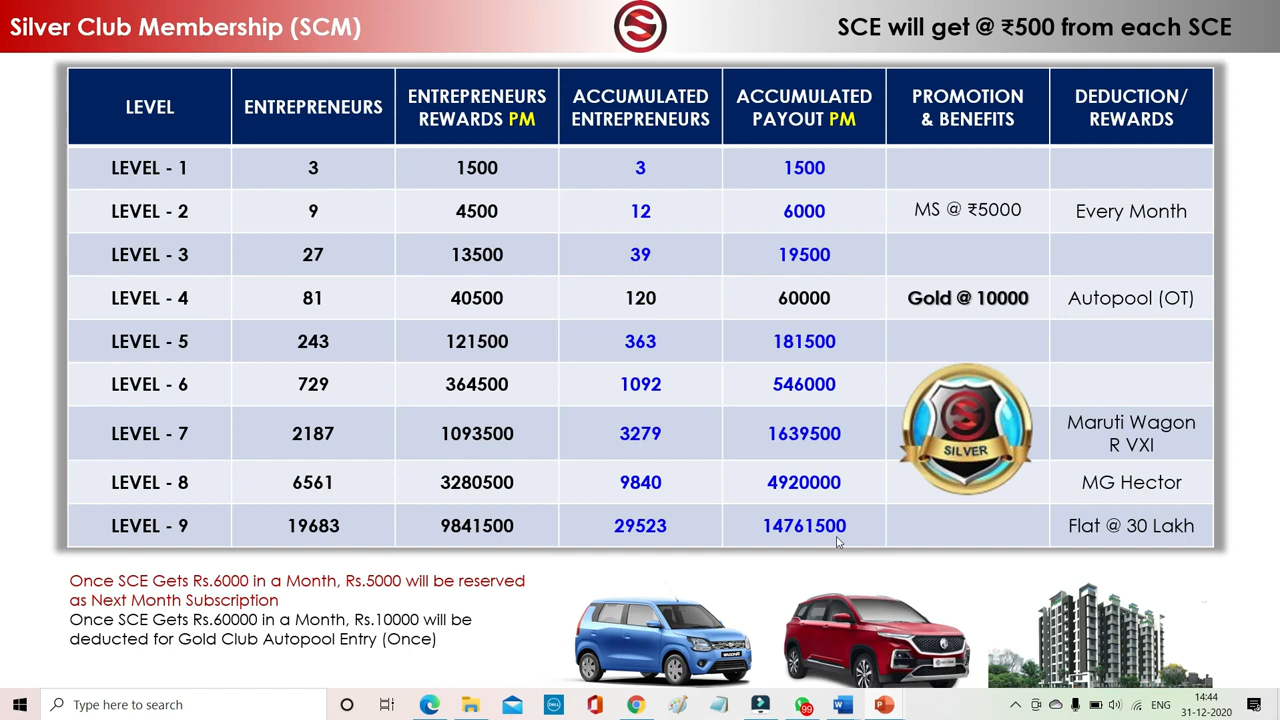 Silver Club Membership (SCM)
SCE will get @ ₹500 from each SCE
LEVEL ENTREPRENEURS ENTREPRENEURS REWARDS PM ACCUMULATED ENTREPRENEURS ACCUMULATED PAYOUT PM PROMOTION & BENEFITS DEDUCTION/ REWARDS
LEVEL - 1 3 1500 3 1500
LEVEL - 2 9 4500 12 6000 MS @ ₹5000 Every Month
LEVEL - 3 27 13500 39 19500
LEVEL - 4 81 40500 120 60000 Gold @ 10000 Autopool (OT)
LEVEL - 5 243 121500 363 181500
LEVEL - 6 729 364500 1092 546000
LEVEL - 7 2187 1093500 3279 1639500 Maruti Wagon R VXI
SILVER
LEVEL - 8 6561 3280500 9840 4920000 MG Hector
LEVEL - 9 19683 9841500 29523 14761500 Flat @ 30 Lakh
Once SCE Gets Rs.6000 in a Month, Rs.5000 will be reserved
as Next Month Subscription
Once SCE Gets Rs.60000 in a Month, Rs.10000 will be
deducted for Gold Club Autopool Entry (Once)
Type here to search
99
ENG
14:44
31-12-2020